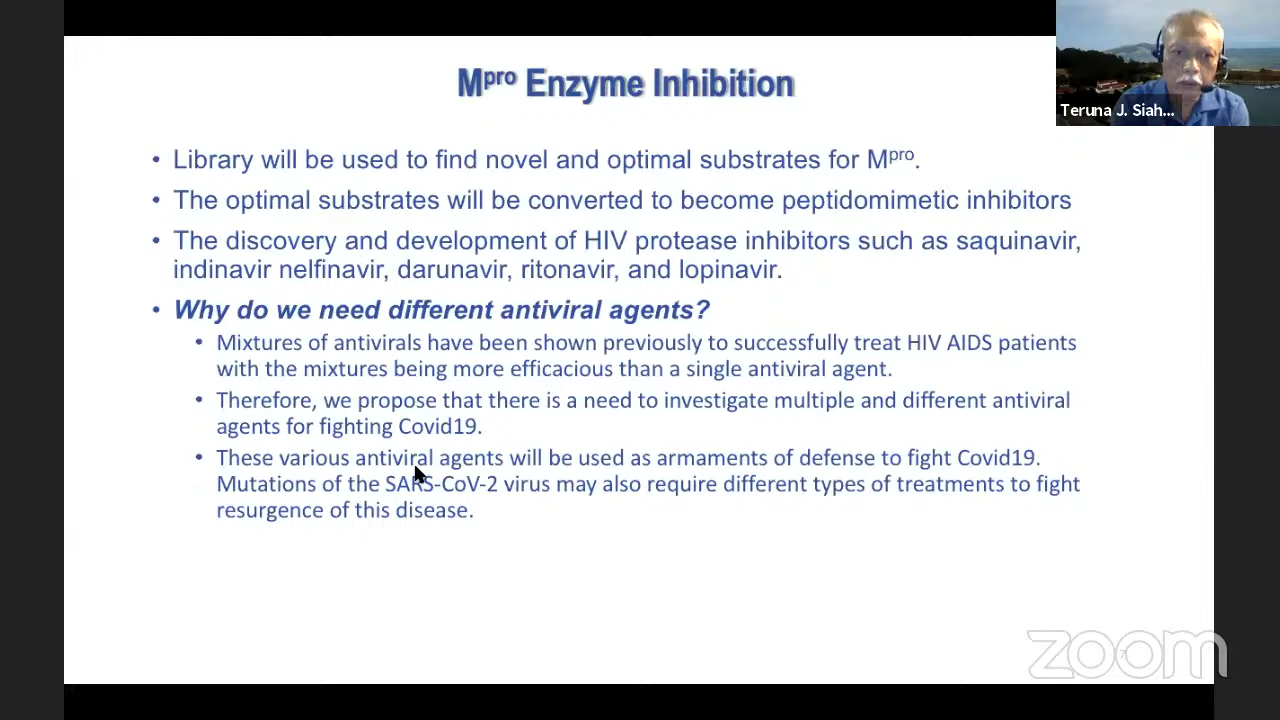 Mpro Enzyme Inhibition
Teruna J. Siah...
• Library will be used to find novel and optimal substrates for Mpro.
• The optimal substrates will be converted to become peptidomimetic inhibitors
• The discovery and development of HIV protease inhibitors such as saquinavir,
indinavir nelfinavir, darunavir, ritonavir, and lopinavir.
• Why do we need different antiviral agents?
• Mixtures of antivirals have been shown previously to successfully treat HIV AIDS patients
with the mixtures being more efficacious than a single antiviral agent.
• Therefore, we propose that there is a need to investigate multiple and different antiviral
agents for fighting Covid19.
• These various antiviral agents will be used as armaments of defense to fight Covid19.
Mutations of the SARS-CoV-2 virus may also require different types of treatments to fight
resurgence of this disease.
zoom
7